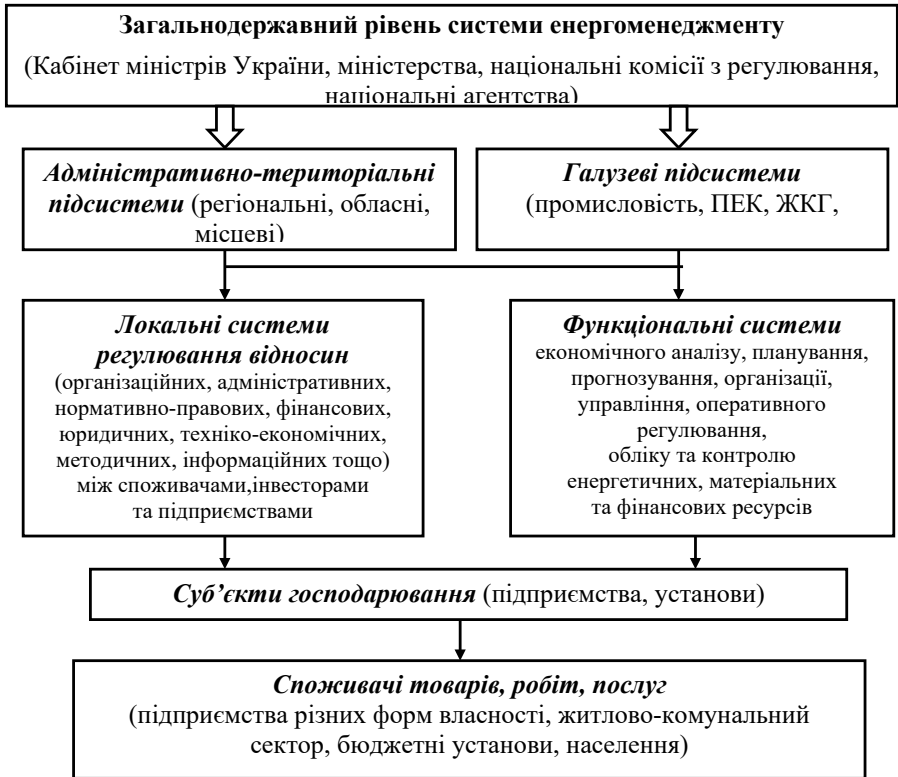 Загальнодержавний рівень системи енергоменеджменту
(Кабінет міністрів України, міністерства, національні комісії з регулювання,
національні агентства)
Адміністративно-територіальні
підсистеми (регіональні, обласні,
місцеві)
Галузеві підсистеми
(промисловість, ПЕК, ЖКГ,
Локальні системи
регулювання відносин
(організаційних, адміністративних,
нормативно-правових, фінансових,
юридичних, техніко-економічних,
методичних, інформаційних тощо)
між споживачами,інвесторами
та підприємствами
Функціональні системи
економічного аналізу, планування,
прогнозування, організації,
управління, оперативного
регулювання,
обліку та контролю
енергетичних, матеріальних
та фінансових ресурсів
Суб’єкти господарювання (підприємства, установи)
Споживачі товарів, робіт, послуг
(підприємства різних форм власності, житлово-комунальний
сектор, бюджетні установи, населення)